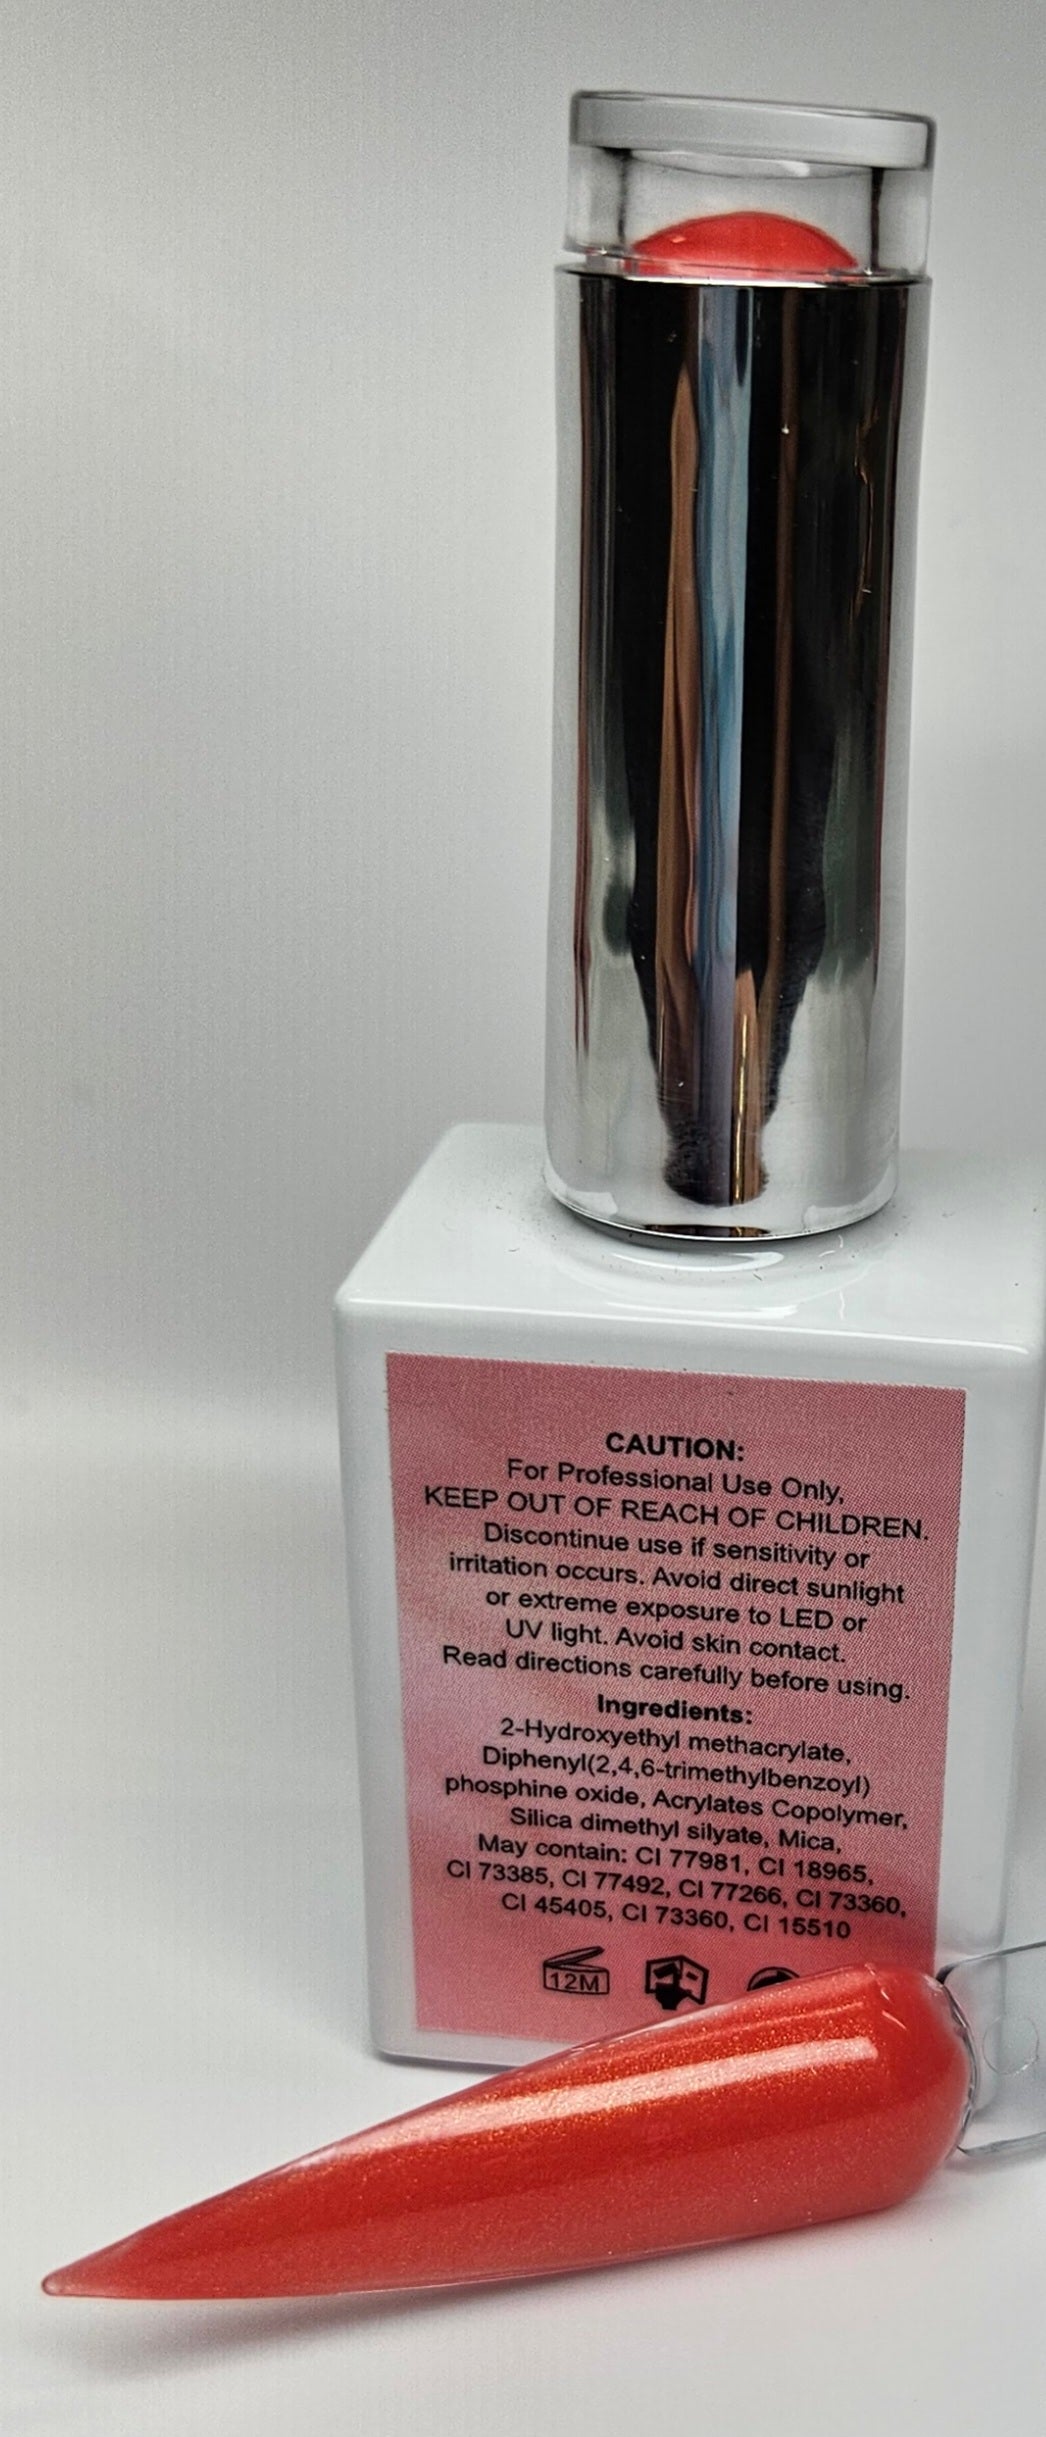 CAUTION:
For Professional Use Only,
KEEP OUT OF REACH OF CHILDREN.
Discontinue use if sensitivity or
irritation occurs. Avoid direct sunlight
or extreme exposure to LED or
UV light. Avoid skin contact.
Read directions carefully before using.
Ingredients:
2-Hydroxyethyl methacrylate,
Diphenyl(2,4,6-trimethylbenzoyl)
phosphine oxide, Acrylates Copolymer,
Silica dimethyl silyate, Mica,
May contain: CI 77981, CI 18965,
CI 73385, CI 77492, CI 77266, CI 73360,
CI 45405, CI 73360, CI 15510
12M